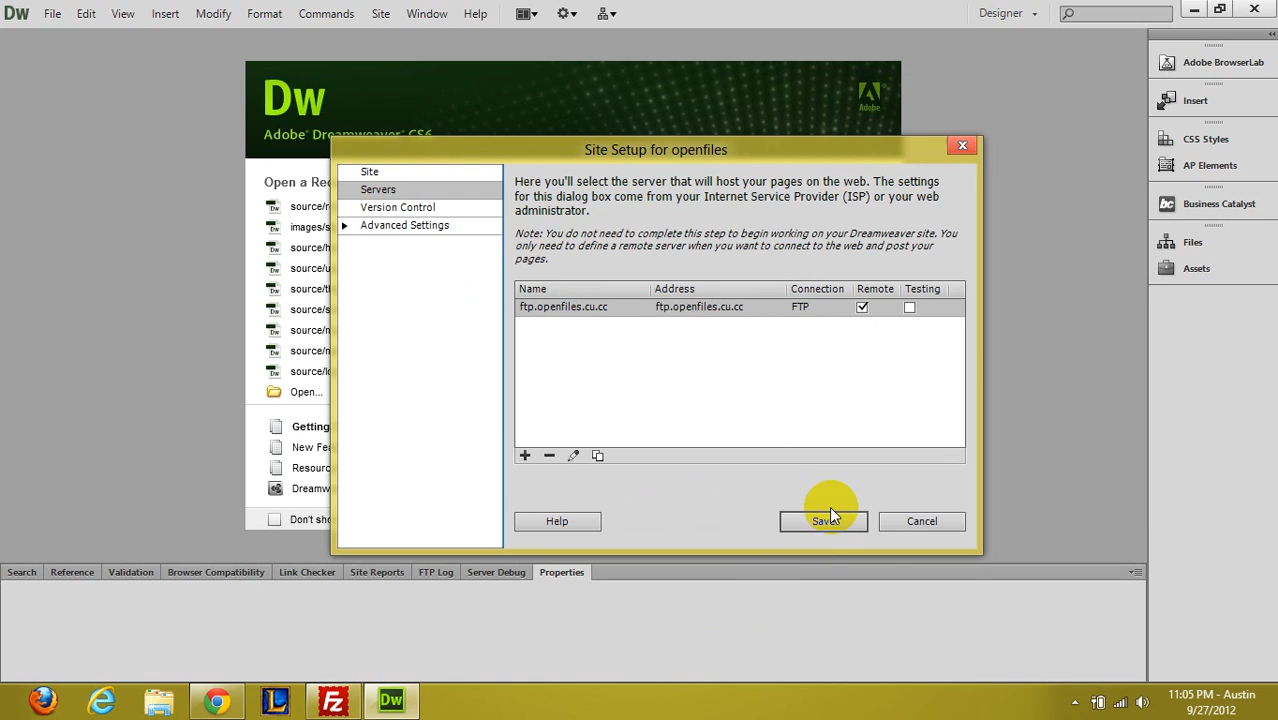 Dw File Edit View Insert Modify Format Commands Site Window Help Designer
Dw
Adobe
Adobe® Dreamweaver® CS6
Site Setup for openfiles
Site
Servers
Version Control
Advanced Settings
Here you'll select the server that will host your pages on the web. The settings
for this dialog box come from your Internet Service Provider (ISP) or your web
administrator.
Note: You do not need to complete this step to begin working on your Dreamweaver site. You
only need to define a remote server when you want to connect to the web and post your
pages.
Name Address Connection Remote Testing
ftp.openfiles.cu.cc ftp.openfiles.cu.cc FTP
Help Save Cancel
Open a Rec
source/r
images/s
source/h
source/u
source/th
source/s
source/n
source/n
source/lo
Open...
Getting
New Fea
Resourc
Dreamw
Don't sho
Adobe BrowserLab
Insert
CSS Styles
AP Elements
Business Catalyst
Files
Assets
Search Reference Validation Browser Compatibility Link Checker Site Reports FTP Log Server Debug Properties
Dw
11:05 PM - Austin
9/27/2012